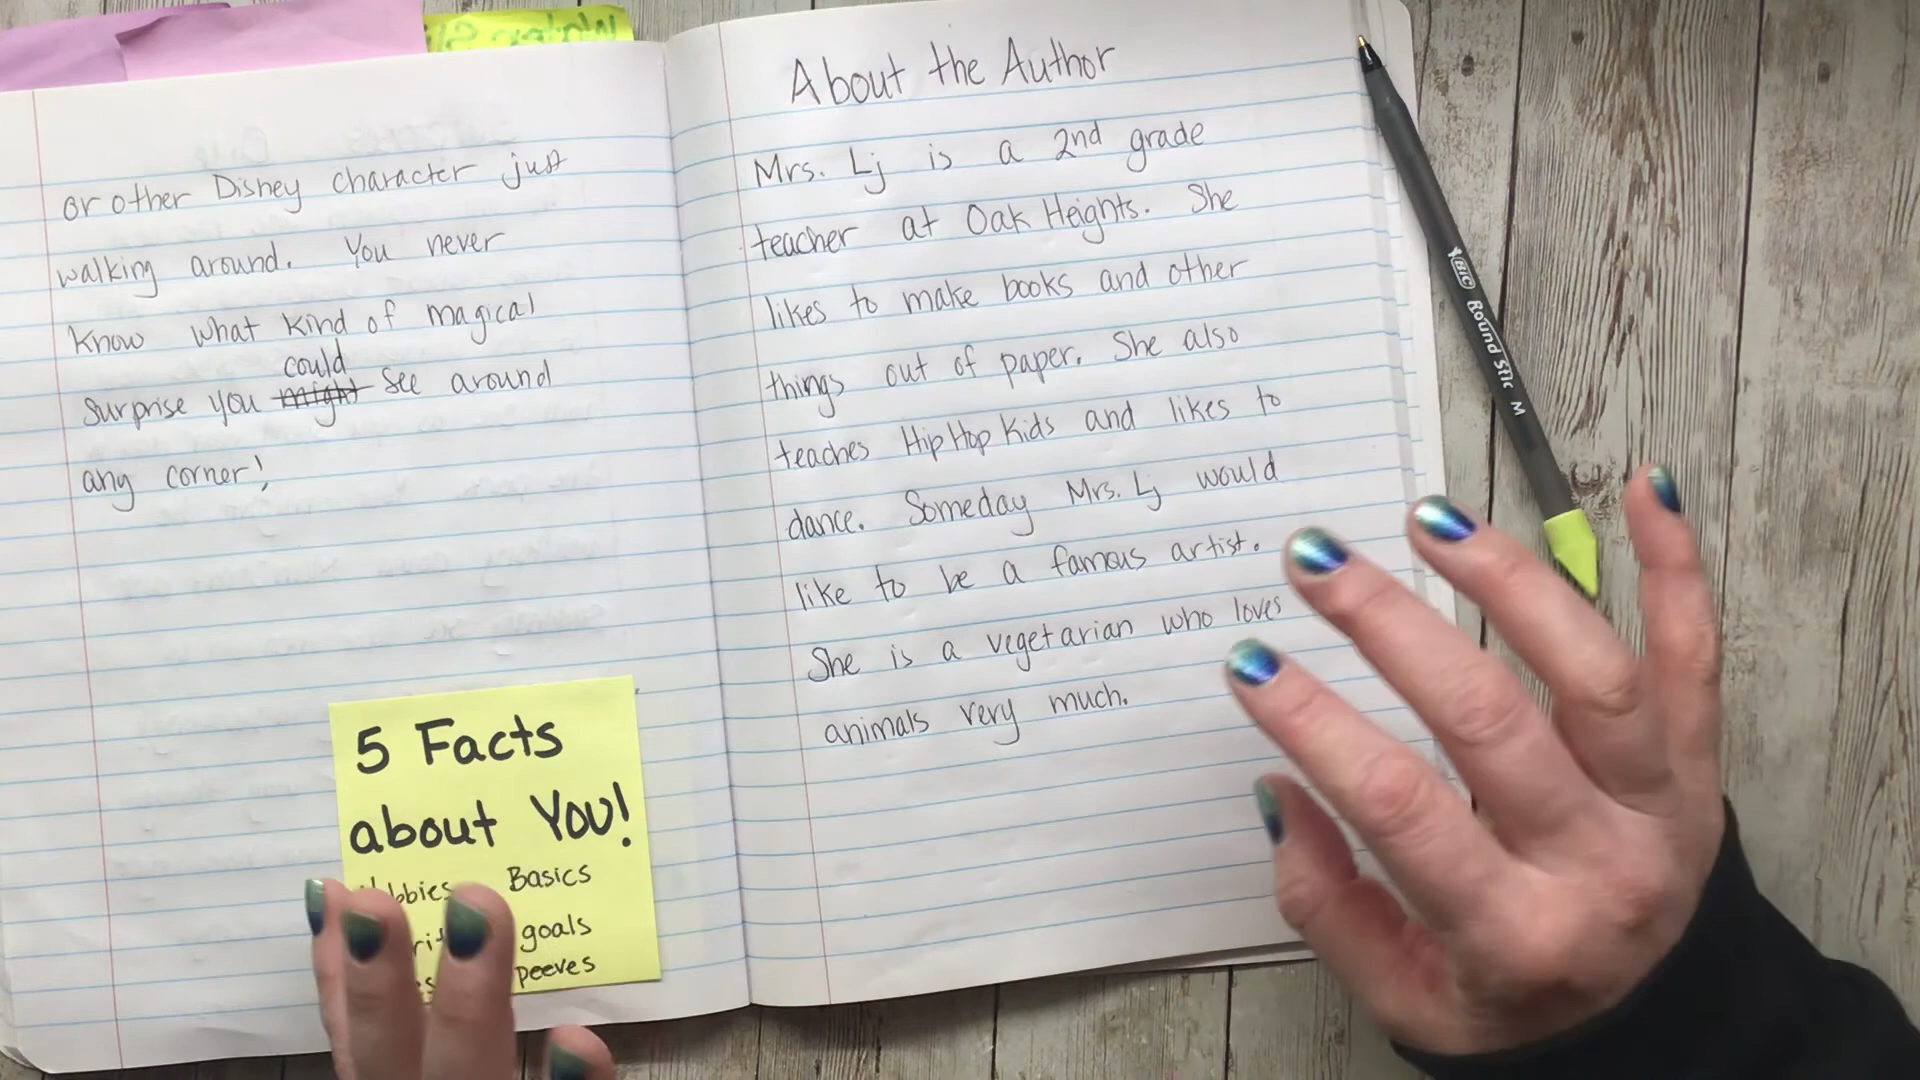 or other Disney character just
walking around. You never
know what kind of magical
could
surprise you might see around
any corner!
5 Facts
about You!
Basics
goals
peeves
About the Author
Mrs. Lj is a 2nd grade
teacher at Oak Heights. She
likes to make books and other
things out of paper. She also
teaches Hip Hop Kids and likes to
dance. Someday Mrs. Lj would
like to be a famous artist.
She is a vegetarian who loves
animals very much.
BIC Round Stic M